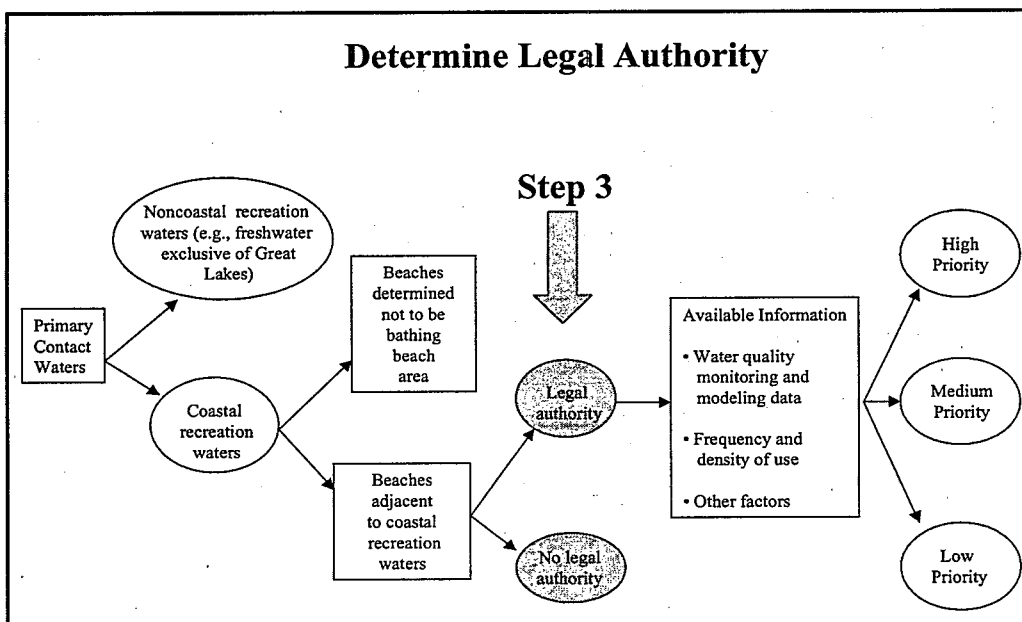 Determine Legal Authority
Step 3
Noncoastal recreation
waters (e.g., freshwater
exclusive of Great
Lakes)
Primary
Contact
Waters
Coastal
recreation
waters
Beaches
determined
not to be
bathing
beach
area
Beaches
adjacent
to coastal
recreation
waters
Legal
authority
No legal
authority
Available Information
• Water quality
monitoring and
modeling data
• Frequency and
density of use
• Other factors
High
Priority
Medium
Priority
Low
Priority